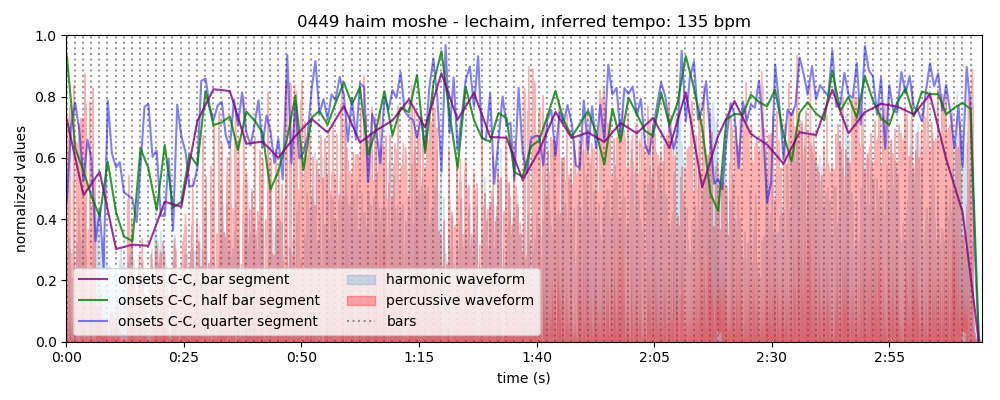 0449 haim moshe - lechaim, inferred tempo: 135 bpm
normalized values
1.0
0.8
0.6
0.4
0.2
0.0
onsets C-C, bar segment
onsets C-C, half bar segment
onsets C-C, quarter segment
harmonic waveform
percussive waveform
bars
0:00 0:25 0:50 1:15 1:40 2:05 2:30 2:55
time (s)